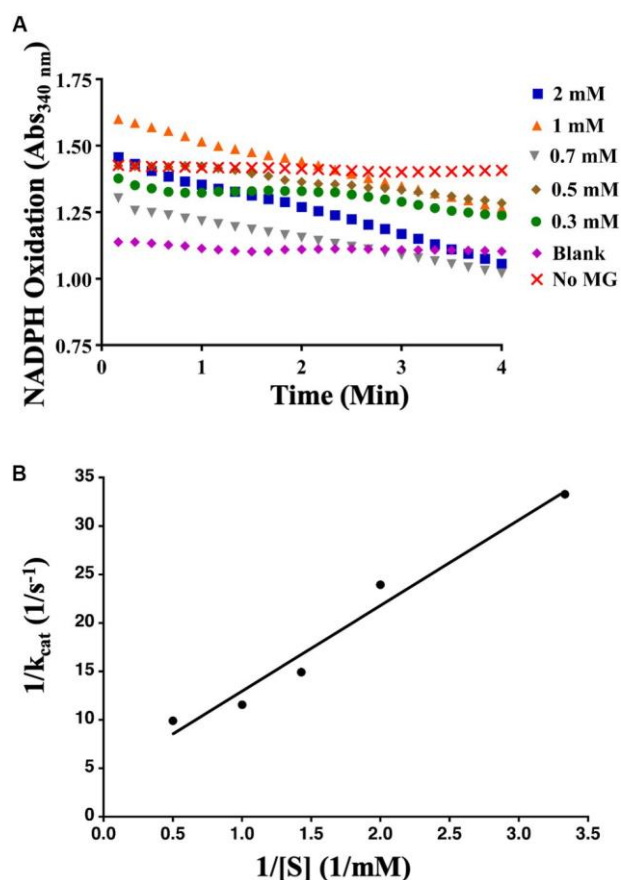 A
NADPH Oxidation (Abs340 nm)
1.75
1.50
1.25
1.00
0.75
0
1
2
3
4
Time (Min)
2 mM
1 mM
0.7 mM
0.5 mM
0.3 mM
Blank
No MG
B
1/kcat (1/s-1)
35
30
25
20
15
10
5
0
0.0
0.5
1.0
1.5
2.0
2.5
3.0
3.5
1/[S] (1/mM)